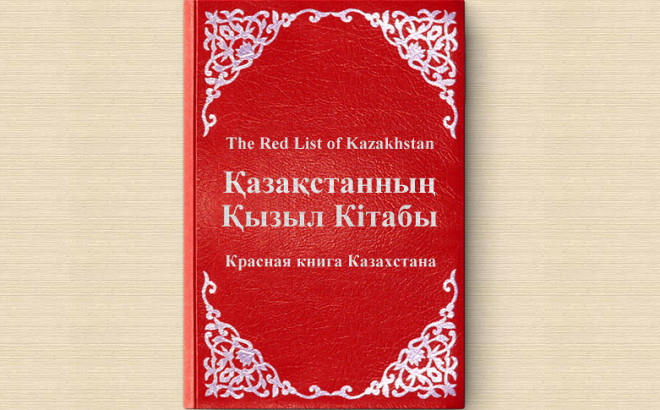 The Red List of Kazakhstan
Қазақстанның
Қызыл Кітабы
Красная книга Казахстана